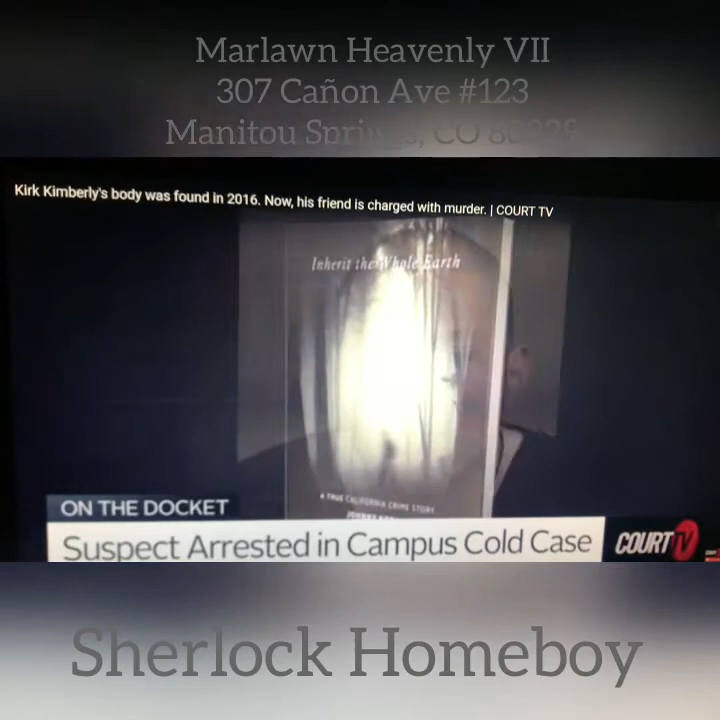 Marlawn Heavenly VII
307 Cañon Ave #123
Manitou Springs, CO
Kirk Kimberly's body was found in 2016. Now, his friend is charged with murder. | COURT TV
Inherit the Whole Earth
A TRUE CALIFORNIA CRIME STORY
ON THE DOCKET
Suspect Arrested in Campus Cold Case
COURT TV
Sherlock Homeboy